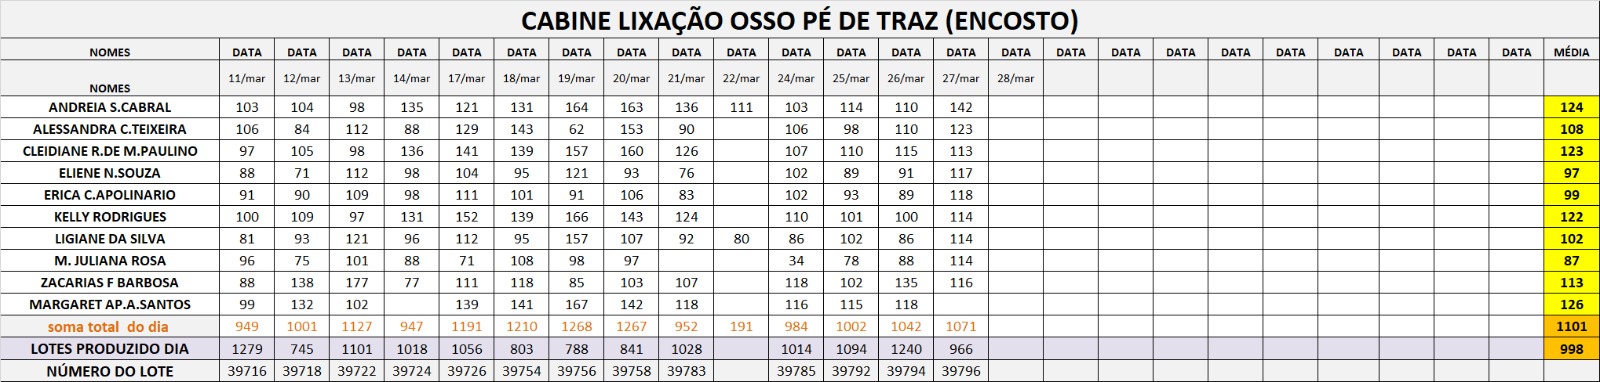 CABINE LIXAÇÃO OSSO PÉ DE TRAZ (ENCOSTO)
NOMES DATA DATA DATA DATA DATA DATA DATA DATA DATA DATA DATA DATA DATA DATA DATA DATA DATA DATA DATA DATA DATA DATA DATA DATA MÉDIA
NOMES 11/mar 12/mar 13/mar 14/mar 17/mar 18/mar 19/mar 20/mar 21/mar 22/mar 24/mar 25/mar 26/mar 27/mar 28/mar
ANDREIA S.CABRAL 103 104 98 135 121 131 164 163 136 111 103 114 110 142 124
ALESSANDRA C.TEIXEIRA 106 84 112 88 129 143 62 153 90 106 98 110 123 108
CLEIDIANE R.DE M.PAULINO 97 105 98 136 141 139 157 160 126 107 110 115 113 123
ELIENE N.SOUZA 88 71 112 98 104 95 121 93 76 102 89 91 117 97
ERICA C.APOLINARIO 91 90 109 98 111 101 91 106 83 102 93 89 118 99
KELLY RODRIGUES 100 109 97 131 152 139 166 143 124 110 101 100 114 122
LIGIANE DA SILVA 81 93 121 96 112 95 157 107 92 80 86 102 86 114 102
M. JULIANA ROSA 96 75 101 88 71 108 98 97 34 78 88 114 87
ZACARIAS F BARBOSA 88 138 177 77 111 118 85 103 107 118 102 135 116 113
MARGARET AP.A.SANTOS 99 132 102 139 141 167 142 118 116 115 118 126
soma total do dia 949 1001 1127 947 1191 1210 1268 1267 952 191 984 1002 1042 1071 1101
LOTES PRODUZIDO DIA 1279 745 1101 1018 1056 803 788 841 1028 1014 1094 1240 966 998
NÚMERO DO LOTE 39716 39718 39722 39724 39726 39754 39756 39758 39783 39785 39792 39794 39796